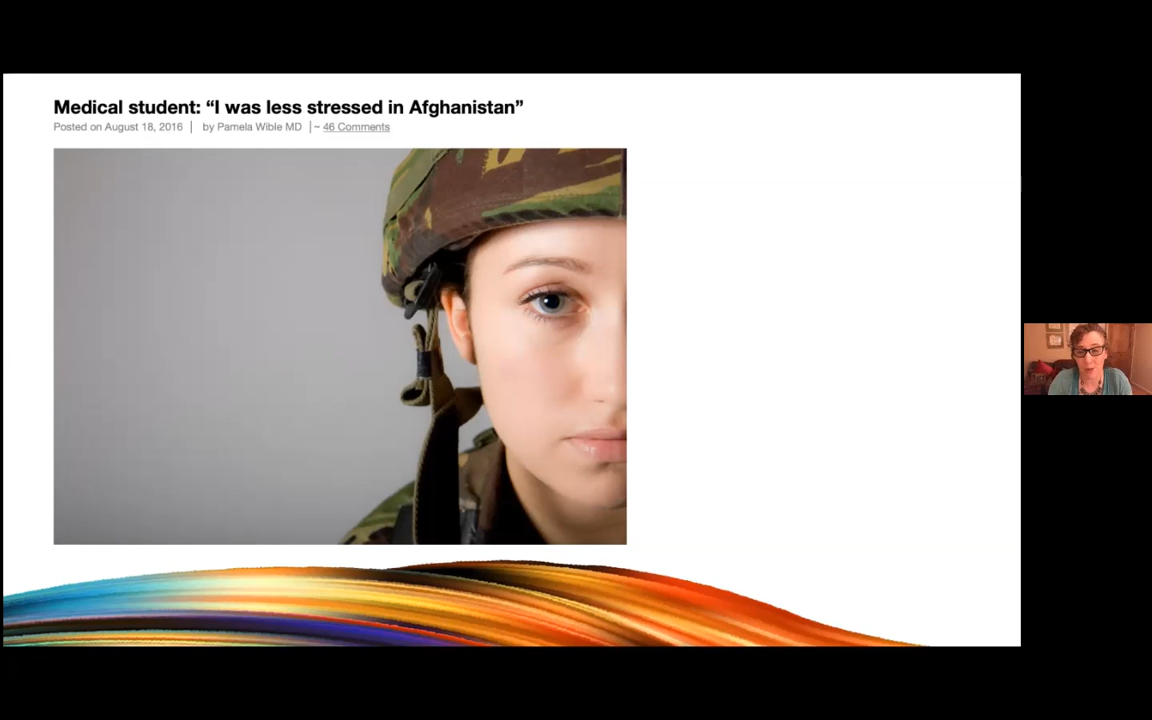 Medical student: “I was less stressed in Afghanistan”
Posted on August 18, 2016 | by Pamela Wible MD | ~ 46 Comments